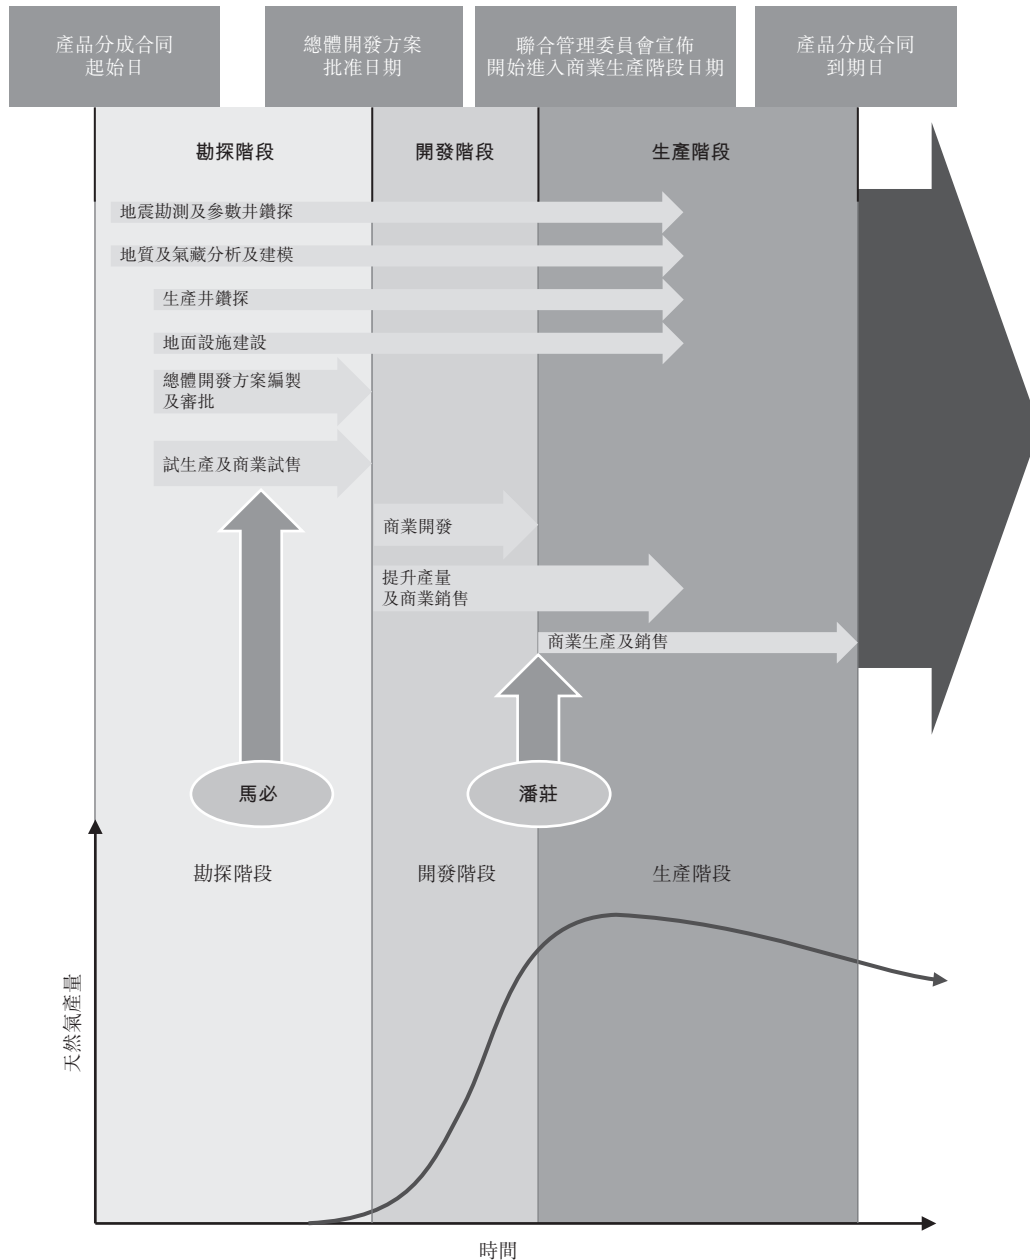 產品分成合同
起始日
總體開發方案
批准日期
聯合管理委員會宣佈
開始進入商業生產階段日期
產品分成合同
到期日
勘探階段
開發階段
生產階段
地震勘測及參數井鑽探
地質及氣藏分析及建模
生產井鑽探
地面設施建設
總體開發方案編製
及審批
試生產及商業試售
商業開發
提升產量
及商業銷售
商業生產及銷售
馬必
潘莊
勘探階段
開發階段
生產階段
天然氣產量
時間